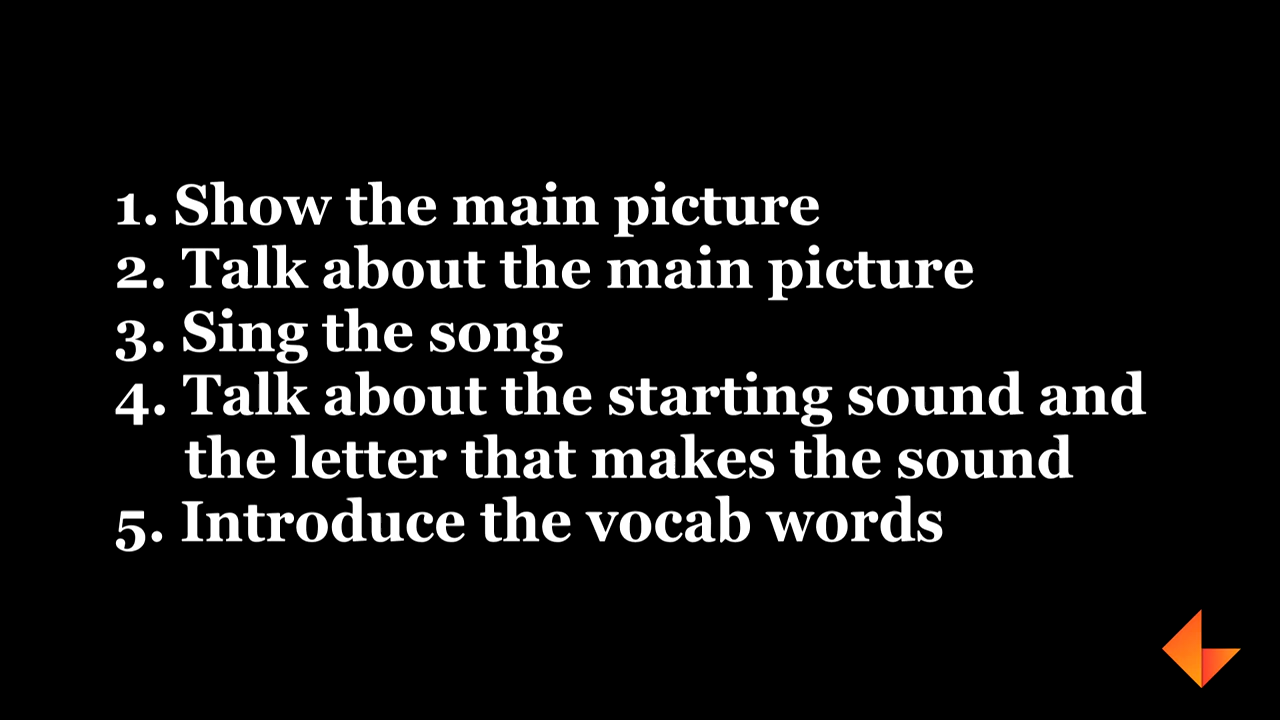 1. Show the main picture
2. Talk about the main picture
3. Sing the song
4. Talk about the starting sound and
the letter that makes the sound
5. Introduce the vocab words